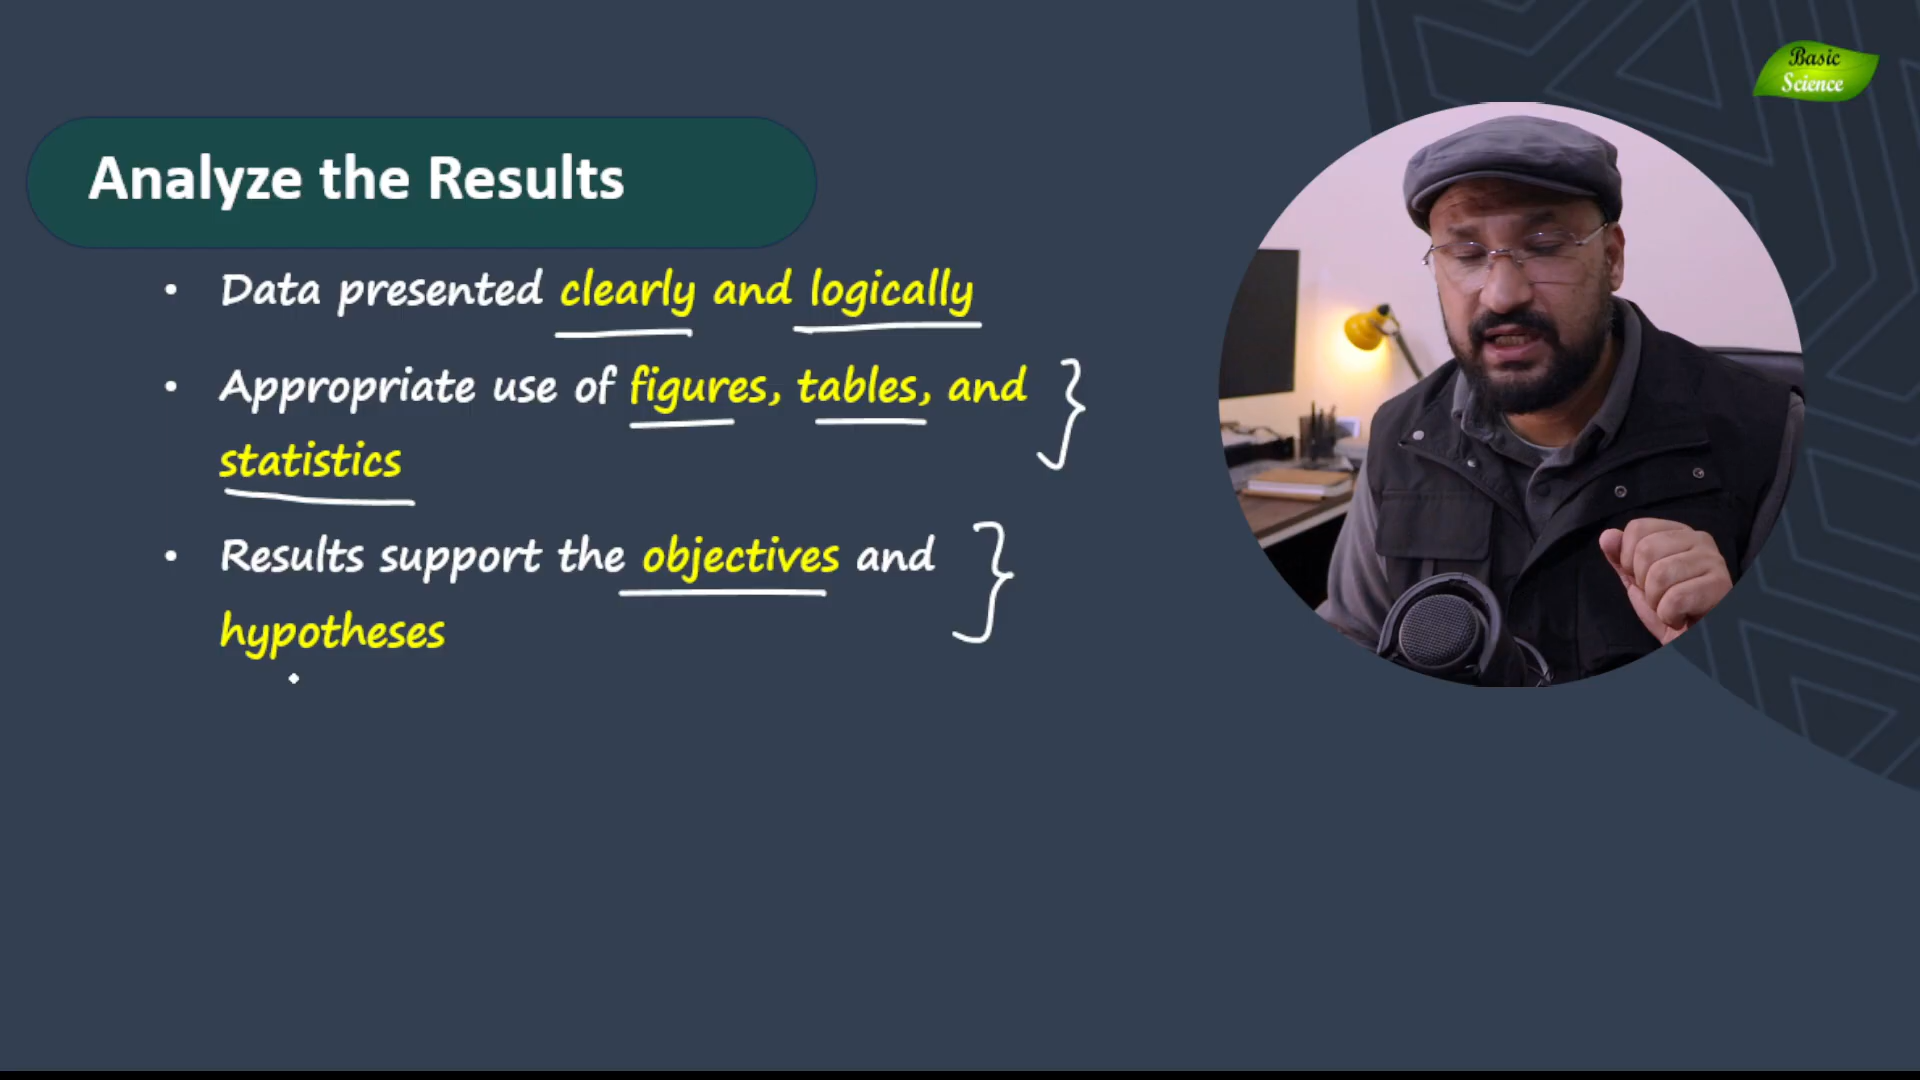 Basic
Science
Analyze the Results
• Data presented clearly and logically
• Appropriate use of figures, tables, and
statistics
• Results support the objectives and
hypotheses